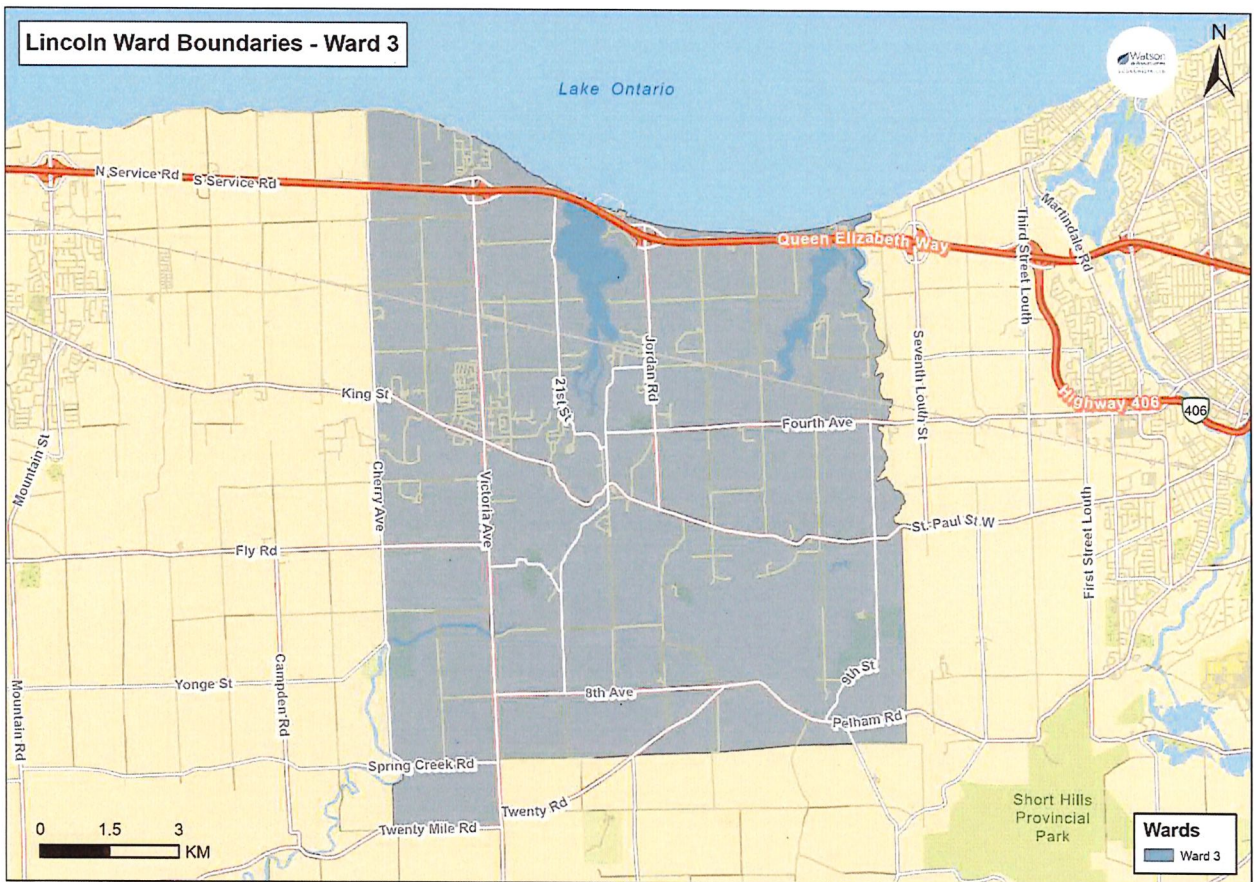 Lincoln Ward Boundaries - Ward 3
Lake Ontario
Watson
N
N Service Rd
S Service Rd
Queen Elizabeth Way
Martindale Rd
Third Street Louth
Seventh Louth St
Jordan Rd
21st St
King St
Fourth Ave
Highway 406
406
Mountain St
Cherry Ave
Victoria Ave
St. Paul St W
First Street Louth
Fly Rd
Yonge St
Campden Rd
Mountain Rd
8th Ave
9th St
Pelham Rd
Spring Creek Rd
Twenty Rd
Twenty Mile Rd
Short Hills
Provincial
Park
0 1.5 3
KM
Wards
Ward 3